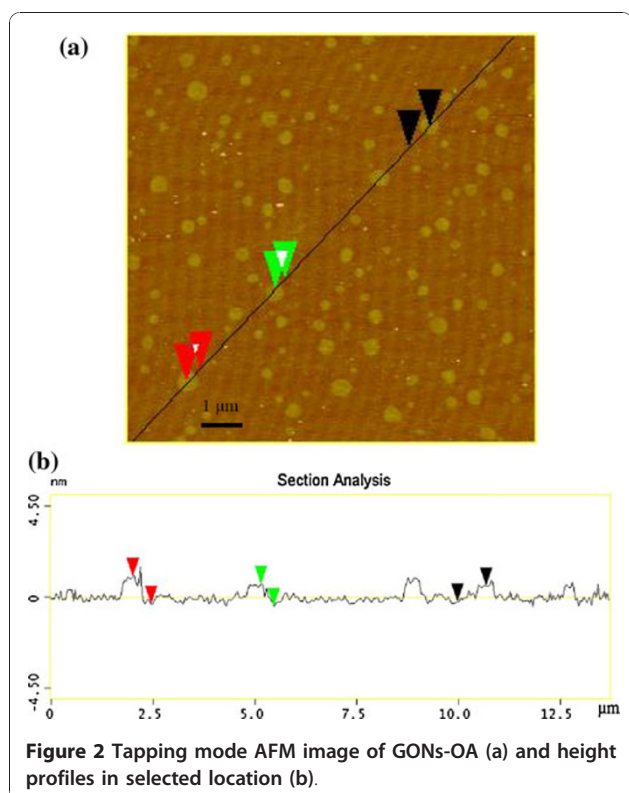 (a)
1 μm
(b)
nm
Section Analysis
4.50
0
-4.50
0 2.5 5.0 7.5 10.0 12.5 μm
Figure 2 Tapping mode AFM image of GONs-OA (a) and height
profiles in selected location (b).